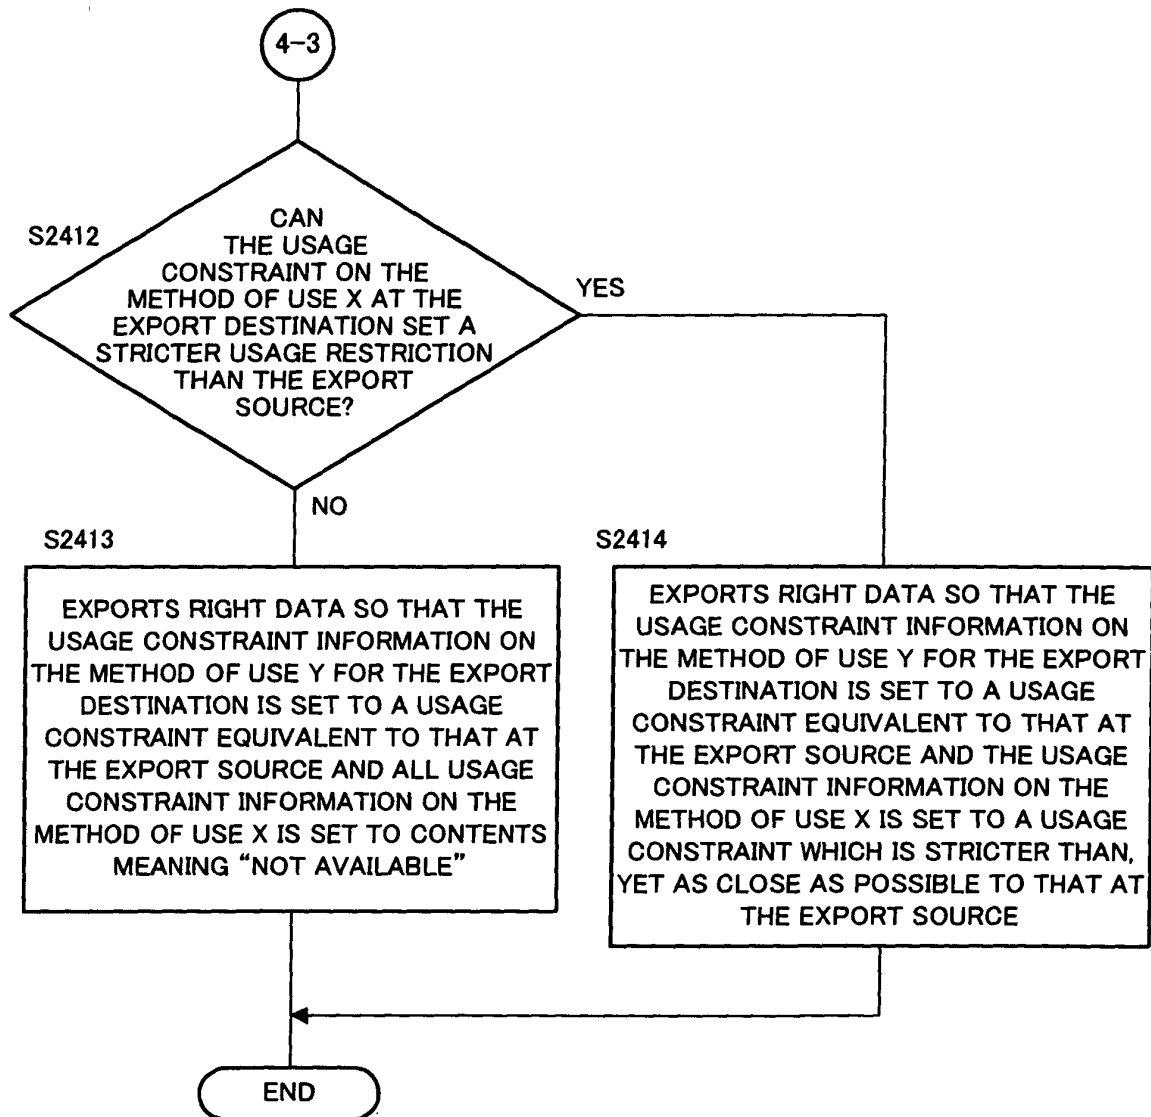 4-3
S2412
CAN
THE USAGE
CONSTRAINT ON THE
METHOD OF USE X AT THE
EXPORT DESTINATION SET A
STRICTER USAGE RESTRICTION
THAN THE EXPORT
SOURCE?
YES
NO
S2413
EXPORTS RIGHT DATA SO THAT THE
USAGE CONSTRAINT INFORMATION ON
THE METHOD OF USE Y FOR THE EXPORT
DESTINATION IS SET TO A USAGE
CONSTRAINT EQUIVALENT TO THAT AT
THE EXPORT SOURCE AND ALL USAGE
CONSTRAINT INFORMATION ON THE
METHOD OF USE X IS SET TO CONTENTS
MEANING “NOT AVAILABLE”
S2414
EXPORTS RIGHT DATA SO THAT THE
USAGE CONSTRAINT INFORMATION ON
THE METHOD OF USE Y FOR THE EXPORT
DESTINATION IS SET TO A USAGE
CONSTRAINT EQUIVALENT TO THAT AT
THE EXPORT SOURCE AND THE USAGE
CONSTRAINT INFORMATION ON THE
METHOD OF USE X IS SET TO A USAGE
CONSTRAINT WHICH IS STRICTER THAN,
YET AS CLOSE AS POSSIBLE TO THAT AT
THE EXPORT SOURCE
END